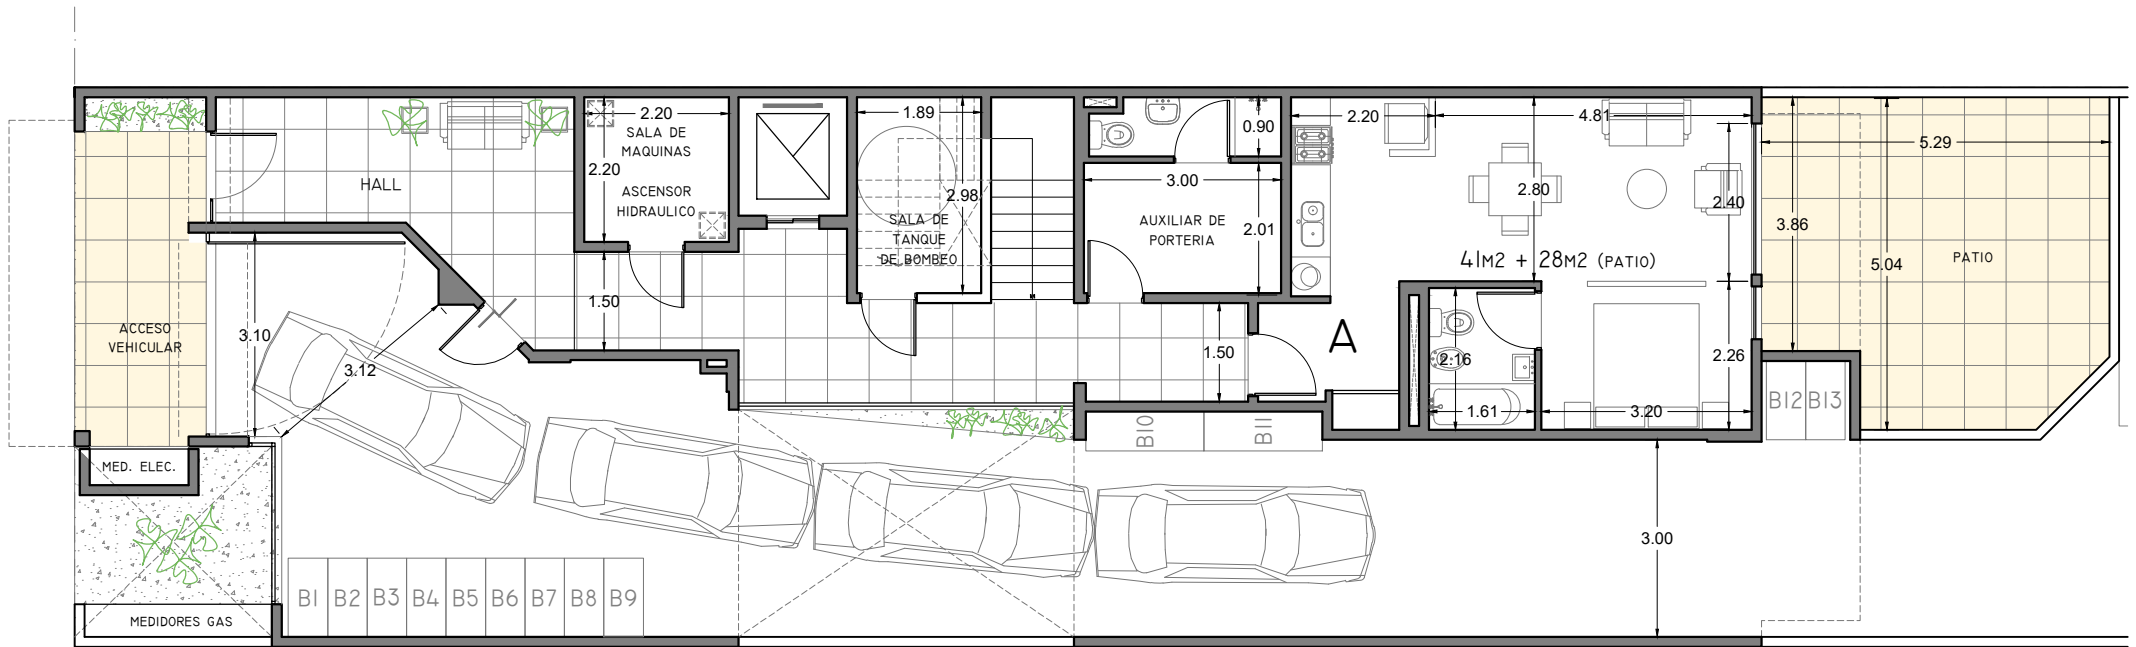 2.20
SALA DE
MAQUINAS
2.20
ASCENSOR
HIDRAULICO
HALL
1.89
2.98
SALA DE
TANQUE
DE BOMBEO
0.90
3.00
AUXILIAR DE
PORTERIA
2.01
2.20
4.81
2.80
2.40
41M2 + 28M2 (PATIO)
5.29
3.86
5.04
PATIO
ACCESO
VEHICULAR
3.10
3.12
1.50
1.50
A
2.16
1.61
3.20
2.26
B12
B13
B10
B11
MED. ELEC.
3.00
B1
B2
B3
B4
B5
B6
B7
B8
B9
MEDIDORES GAS